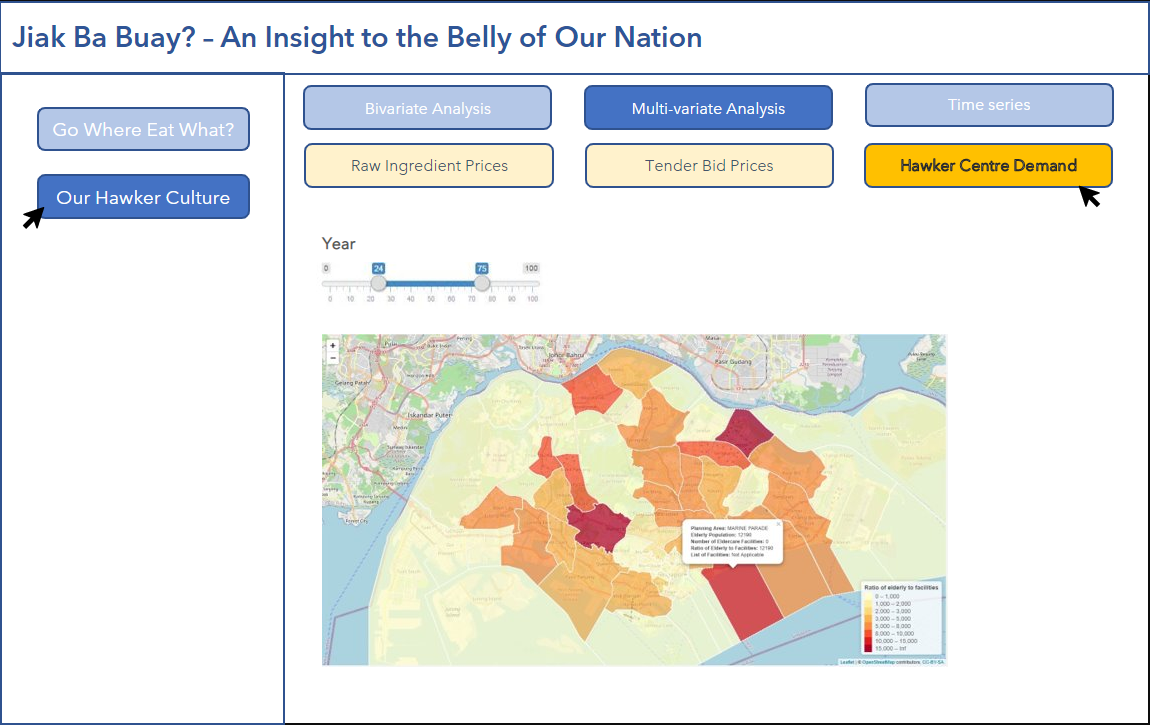 Jiak Ba Buay? – An Insight to the Belly of Our Nation
Go Where Eat What?
Our Hawker Culture
Bivariate Analysis
Multi-variate Analysis
Time series
Raw Ingredient Prices
Tender Bid Prices
Hawker Centre Demand
Year
0
24
75
100
0 10 20 30 40 50 60 70 80 90 100
+
−
Johor Bahru
Masai
Pasir Gudang
Gelang Patah
Iskandar Puteri
Forest City
Planning Area: MARINE PARADE
Elderly Population: 12190
Number of Eldercare Facilities: 0
Ratio of Elderly to Facilities: 12190
List of Facilities: Not Applicable
Ratio of elderly to facilities
0 – 1,000
1,000 – 2,000
2,000 – 3,000
3,000 – 5,000
5,000 – 8,000
8,000 – 10,000
10,000 – 15,000
15,000 – Inf
Leaflet | © OpenStreetMap contributors, CC-BY-SA